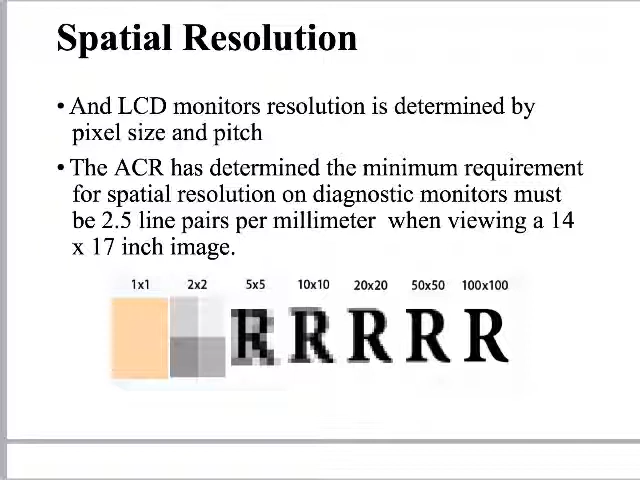 Spatial Resolution
• And LCD monitors resolution is determined by
pixel size and pitch
• The ACR has determined the minimum requirement
for spatial resolution on diagnostic monitors must
be 2.5 line pairs per millimeter when viewing a 14
x 17 inch image.
1x1 2x2 5x5 10x10 20x20 50x50 100x100
R R R R R